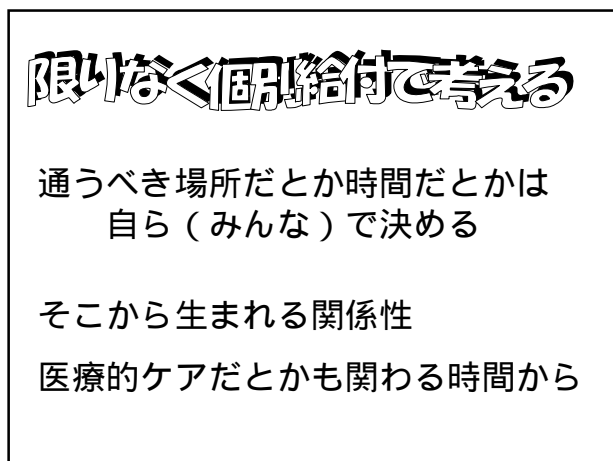 限りなく個別給付で考える
通うべき場所だとか時間だとかは
自ら（みんな）で決める
そこから生まれる関係性
医療的ケアだとかも関わる時間から